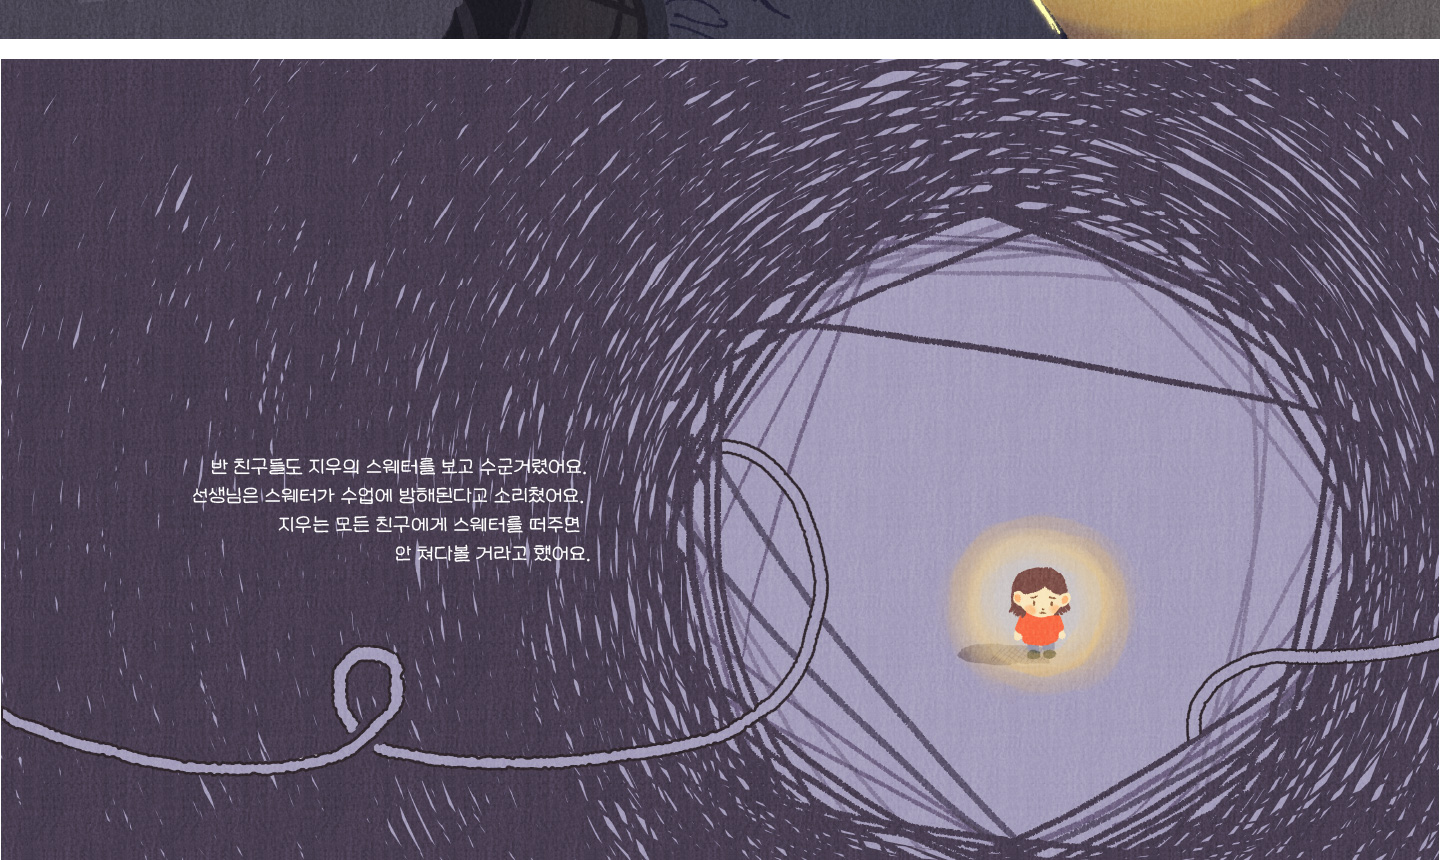 반 친구들도 지우의 스웨터를 보고 수군거렸어요.
선생님은 스웨터가 수업에 방해된다고 소리쳤어요.
지우는 모든 친구에게 스웨터를 떠주면
안 쳐다볼 거라고 했어요.